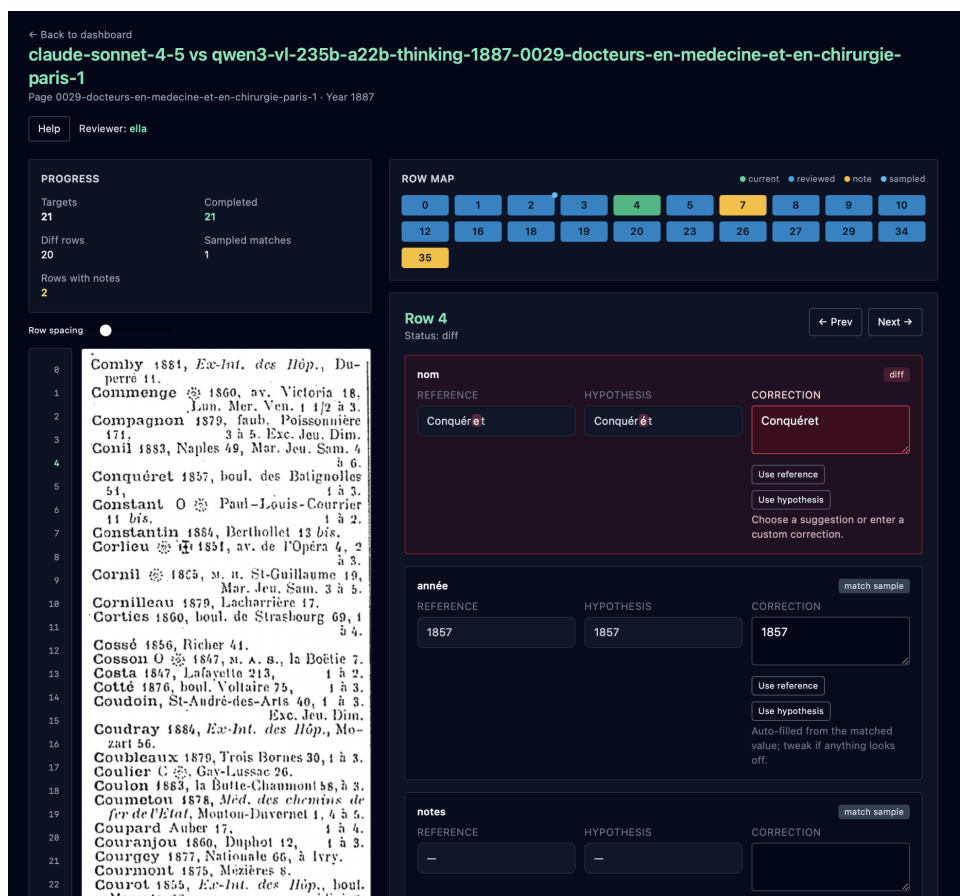 ← Back to dashboard
claude-sonnet-4-5 vs qwen3-vl-235b-a22b-thinking-1887-0029-docteurs-en-medecine-et-en-chirurgie-
paris-1
Page 0029-docteurs-en-medecine-et-en-chirurgie-paris-1 · Year 1887
Help
Reviewer: ella
PROGRESS
Targets
21
Completed
21
Diff rows
20
Sampled matches
1
Rows with notes
2
Row spacing
0
1
2
3
4
5
6
7
8
9
10
11
12
13
14
15
16
17
18
19
20
21
22
Comby 1881, Ex-Int. des Hôp., Du-
perré 11.
Commenge 1860, av. Victoria 18,
Lun. Mer. Ven. 1 1/2 à 3.
Compagnon 1879, faub. Poissonnière
171, 3 à 5. Exc. Jeu. Dim.
Conil 1883, Naples 49, Mar. Jeu. Sam. 4
à 6.
Conquéret 1857, boul. des Batignolles
51, 1 à 3.
Constant O Paul-Louis-Courrier
11 bis. 1 à 2.
Constantin 1884, Berthollet 13 bis.
Corlieu 1851, av. de l'Opéra 4, 2
à 3.
Cornil 1865, M. H. St-Guillaume 19,
Mar. Jeu. Sam. 3 à 5.
Cornilleau 1879, Lacharrière 17.
Corties 1860, boul. de Strasbourg 69, 1
à 4.
Cossé 1856, Richer 41.
Cosson O 1847, M. A. S., la Boëtie 7.
Costa 1847, Lafayette 213, 1 à 2.
Cotté 1876, boul. Voltaire 75, 1 à 3.
Coudoin, St-André-des-Arts 40, 1 à 3.
Exc. Jeu. Dim.
Coudray 1884, Ex-Int. des Hôp., Mo-
zart 56.
Coubleaux 1879, Trois Bornes 30, 1 à 3.
Coulier C , Gay-Lussac 26.
Coulon 1883, la Butte-Chaumont 58, à 3.
Coumetou 1878, Méd. des chemins de
fer de l'Etat, Mouton-Duvernet 1, 4 à 5.
Coupard Auber 17, 1 à 4.
Couranjou 1860, Duphot 12, 1 à 3.
Courgey 1877, Nationale 66, à Ivry.
Courmont 1875, Mézières 8.
Courot 1855, Ex-Int. des Hôp., boul.
ROW MAP
current
reviewed
note
sampled
0 1 2 3 4 5 7 8 9 10
12 16 18 19 20 23 26 27 29 34
35
Row 4
Status: diff
← Prev
Next →
nom
diff
REFERENCE
HYPOTHESIS
CORRECTION
Conquéret
Conquérét
Conquéret
Use reference
Use hypothesis
Choose a suggestion or enter a
custom correction.
année
match sample
REFERENCE
HYPOTHESIS
CORRECTION
1857
1857
1857
Use reference
Use hypothesis
Auto-filled from the matched
value; tweak if anything looks
off.
notes
match sample
REFERENCE
HYPOTHESIS
CORRECTION
—
—